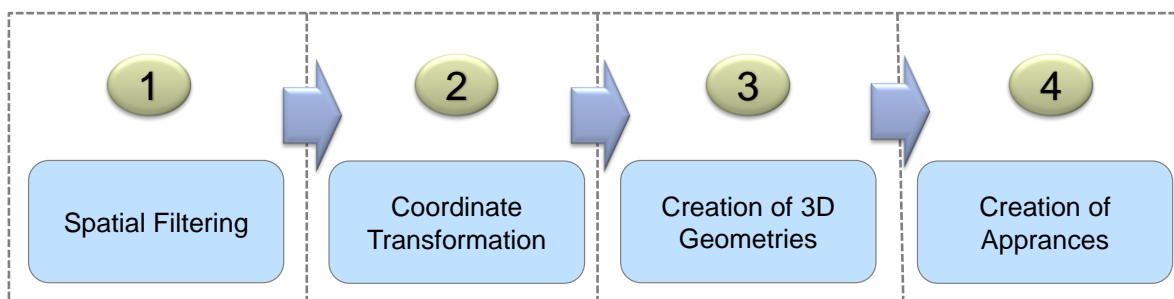 1
2
3
4
Spatial Filtering
Coordinate
Transformation
Creation of 3D
Geometries
Creation of
Apprances